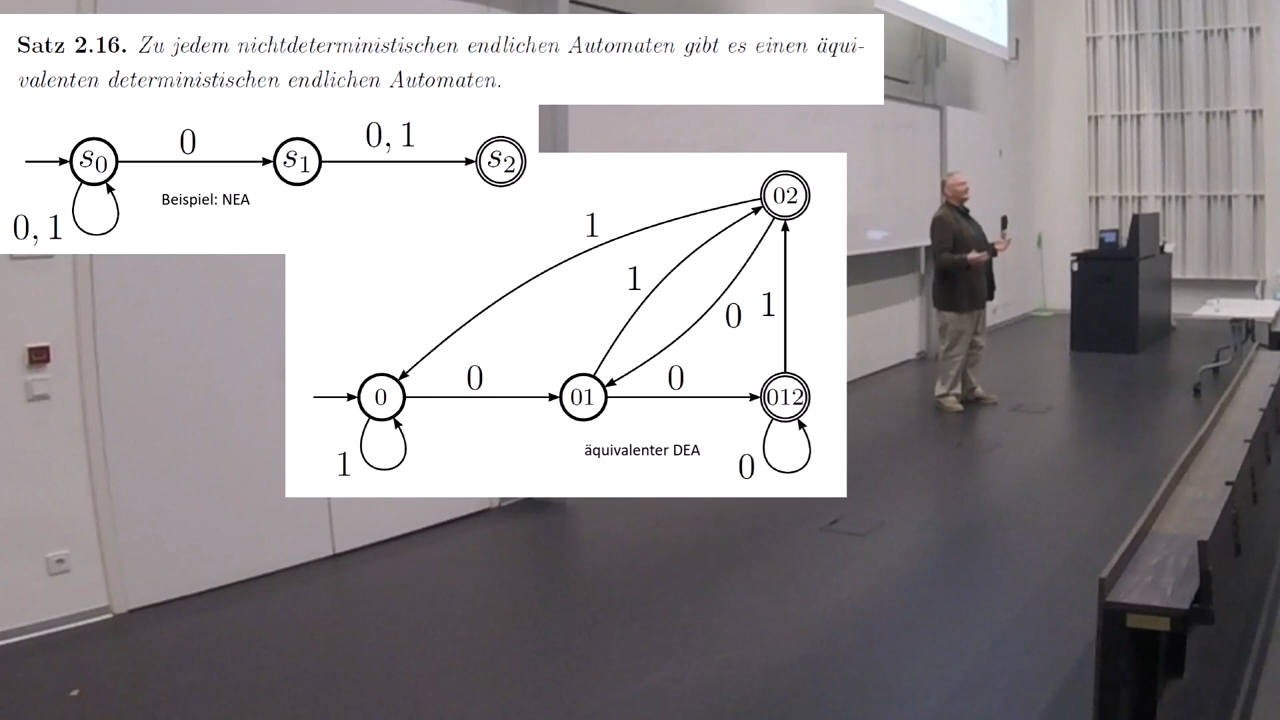 Satz 2.16. Zu jedem nichtdeterministischen endlichen Automaten gibt es einen äqui-
valenten deterministischen endlichen Automaten.
0
0, 1
s0
s1
s2
Beispiel: NEA
0, 1
02
1
1
0
1
0
0
0
01
012
äquivalenter DEA
1
0